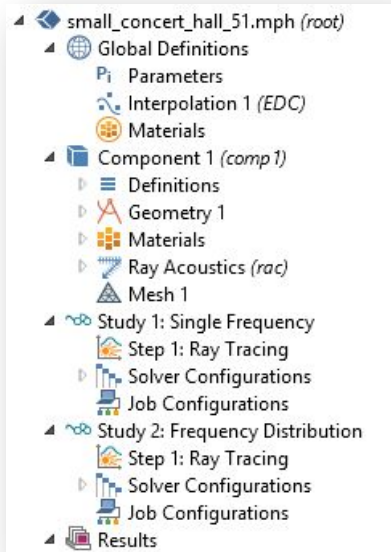 small_concert_hall_51.mph (root)
Global Definitions
Pi Parameters
Interpolation 1 (EDC)
Materials
Component 1 (comp1)
Definitions
Geometry 1
Materials
Ray Acoustics (rac)
Mesh 1
Study 1: Single Frequency
Step 1: Ray Tracing
Solver Configurations
Job Configurations
Study 2: Frequency Distribution
Step 1: Ray Tracing
Solver Configurations
Job Configurations
Results